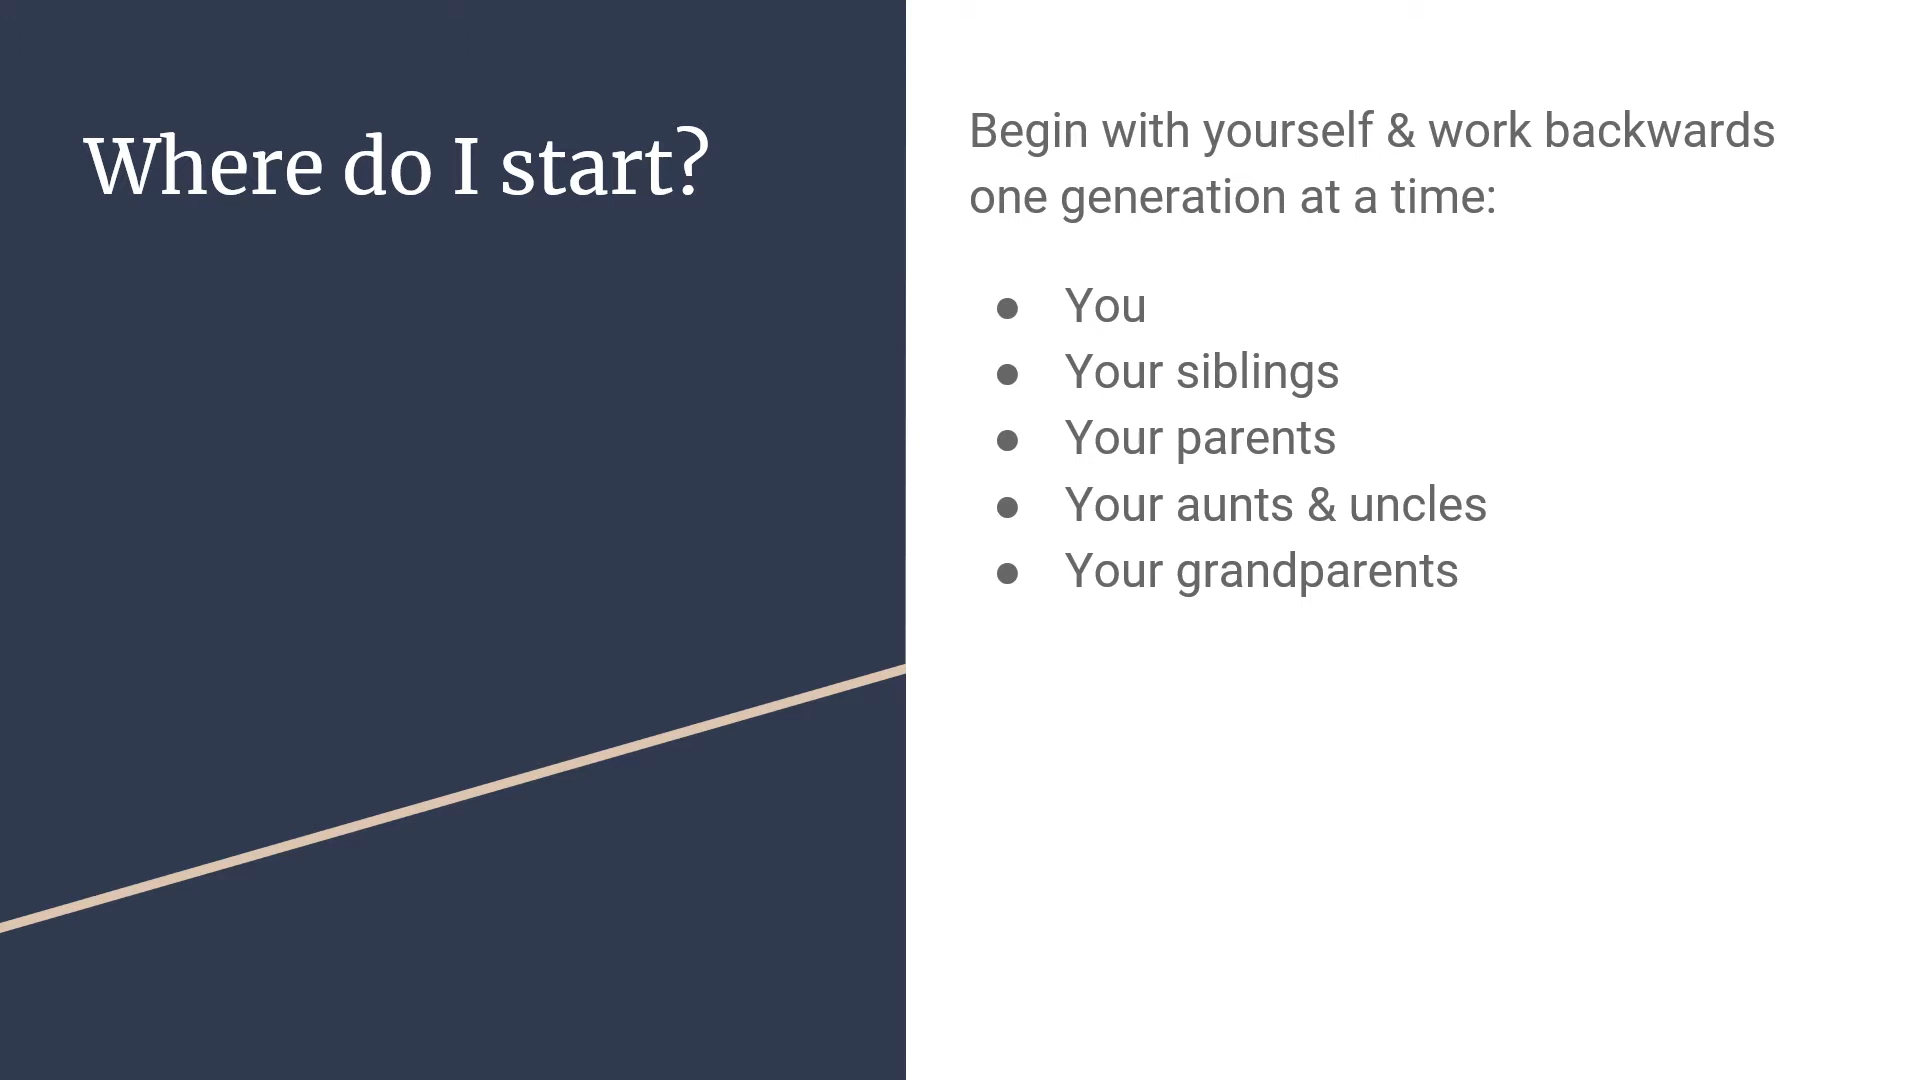 Where do I start?
Begin with yourself & work backwards
one generation at a time:
● You
● Your siblings
● Your parents
● Your aunts & uncles
● Your grandparents